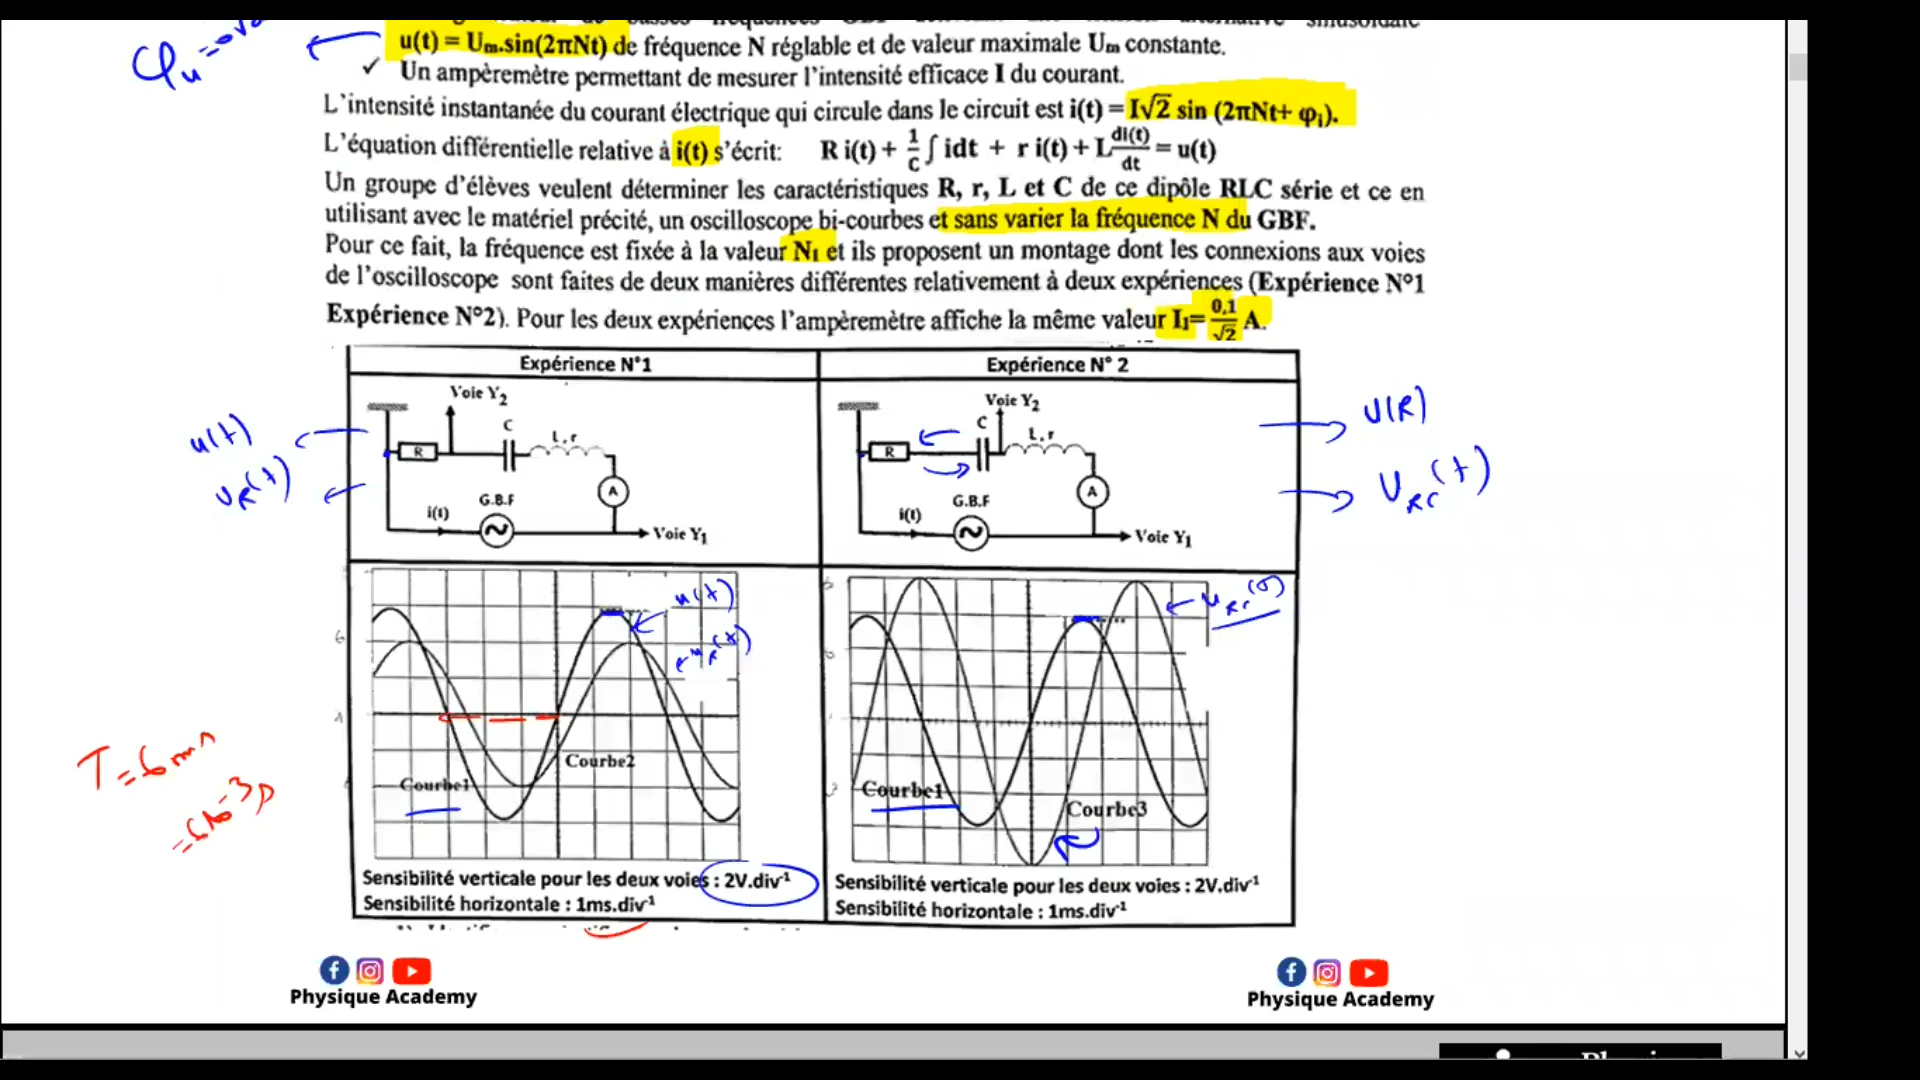 φu=
u(t) = Um.sin(2πNt) de fréquence N réglable et de valeur maximale Um constante.
✓ Un ampèremètre permettant de mesurer l'intensité efficace I du courant.
L'intensité instantanée du courant électrique qui circule dans le circuit est i(t) = I√2 sin (2πNt+ φi).
L'équation différentielle relative à i(t) s'écrit: R i(t) + 1/C ∫ idt + r i(t) + L dI(t)/dt = u(t)
Un groupe d'élèves veulent déterminer les caractéristiques R, r, L et C de ce dipôle RLC série et ce en
utilisant avec le matériel précité, un oscilloscope bi-courbes et sans varier la fréquence N du GBF.
Pour ce fait, la fréquence est fixée à la valeur N1 et ils proposent un montage dont les connexions aux voies
de l'oscilloscope sont faites de deux manières différentes relativement à deux expériences (Expérience N°1
Expérience N°2). Pour les deux expériences l'ampèremètre affiche la même valeur I1= 0,1/√2 A.
Expérience N°1
Expérience N° 2
Voie Y2
C
L,r
R
A
G.B.F
i(t)
Voie Y1
Voie Y2
C
L,r
R
A
G.B.F
i(t)
Voie Y1
u(t)
uR(t)
U(R)
URC(t)
u(t)
uR(t)
Courbe2
Courbe1
Courbe1
Courbe3
T=6ms
Sensibilité verticale pour les deux voies : 2V.div-1
Sensibilité horizontale : 1ms.div-1
Sensibilité verticale pour les deux voies : 2V.div-1
Sensibilité horizontale : 1ms.div-1
Physique Academy
Physique Academy